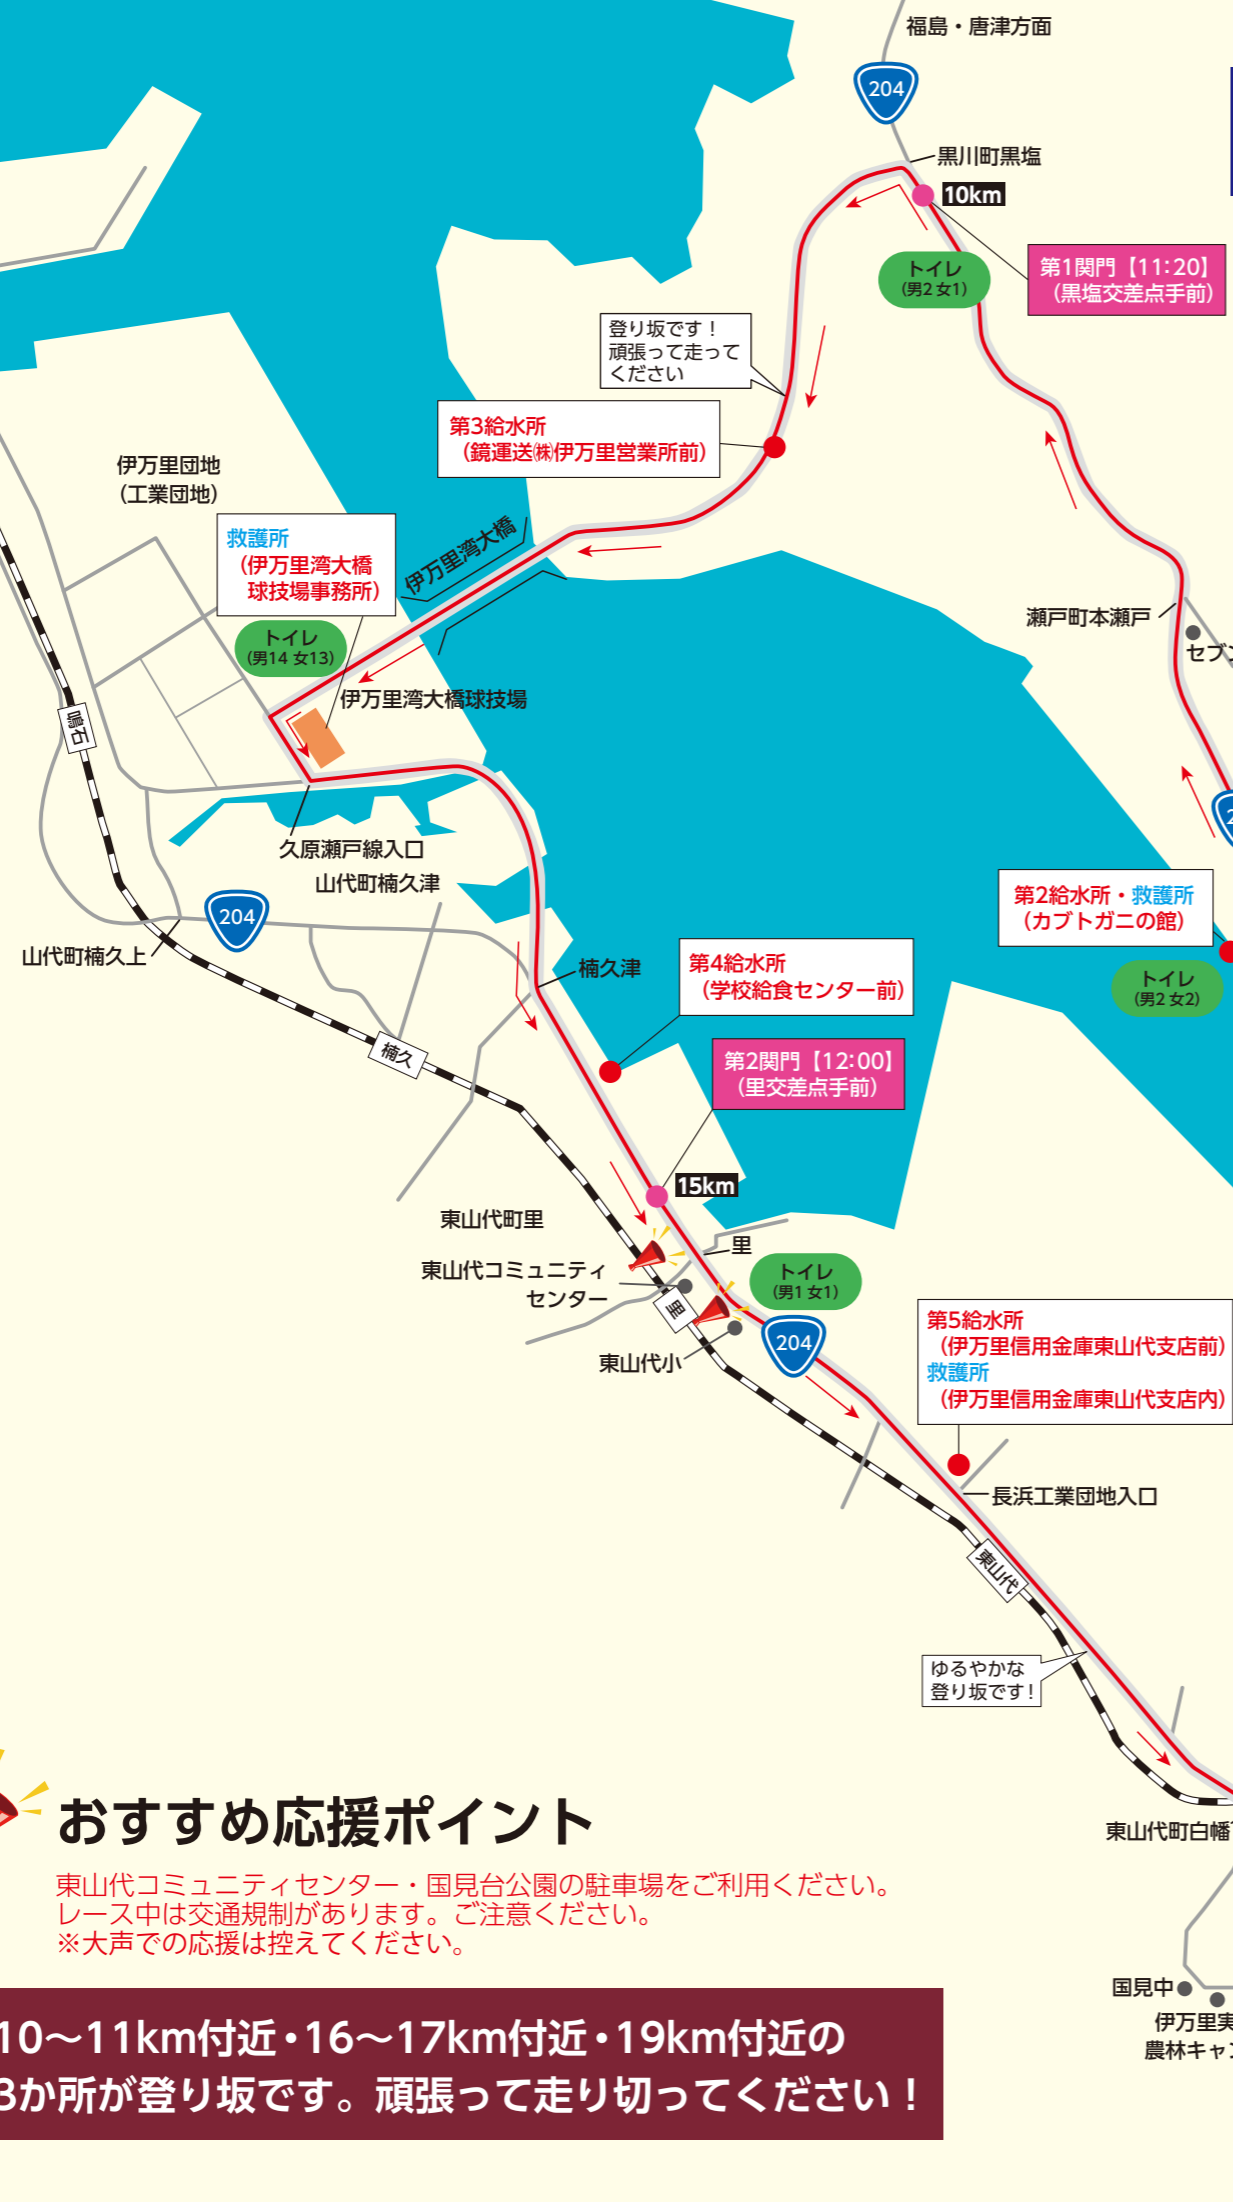 福島・唐津方面
204
黒川町黒塩
10km
トイレ
(男2 女1)
第1関門【11:20】
（黒塩交差点手前）
登り坂です！
頑張って走って
ください
第3給水所
（鏡運送㈱伊万里営業所前）
伊万里団地
（工業団地）
救護所
（伊万里湾大橋
球技場事務所）
伊万里湾大橋
トイレ
(男14 女13)
瀬戸町本瀬戸
セブン
伊万里湾大橋球技場
鳴石
久原瀬戸線入口
山代町楠久津
204
山代町楠久上
第2給水所・救護所
（カブトガニの館）
トイレ
(男2 女2)
楠久津
第4給水所
（学校給食センター前）
楠久
第2関門【12:00】
（里交差点手前）
15km
東山代町里
里
東山代コミュニティ
センター
トイレ
(男1 女1)
里
204
東山代小
第5給水所
（伊万里信用金庫東山代支店前）
救護所
（伊万里信用金庫東山代支店内）
長浜工業団地入口
東山代
ゆるやかな
登り坂です！
東山代町白幡
おすすめ応援ポイント
東山代コミュニティセンター・国見台公園の駐車場をご利用ください。
レース中は交通規制があります。ご注意ください。
※大声での応援は控えてください。
国見中
伊万里実
農林キャン
10〜11km付近・16〜17km付近・19km付近の
3か所が登り坂です。頑張って走り切ってください！